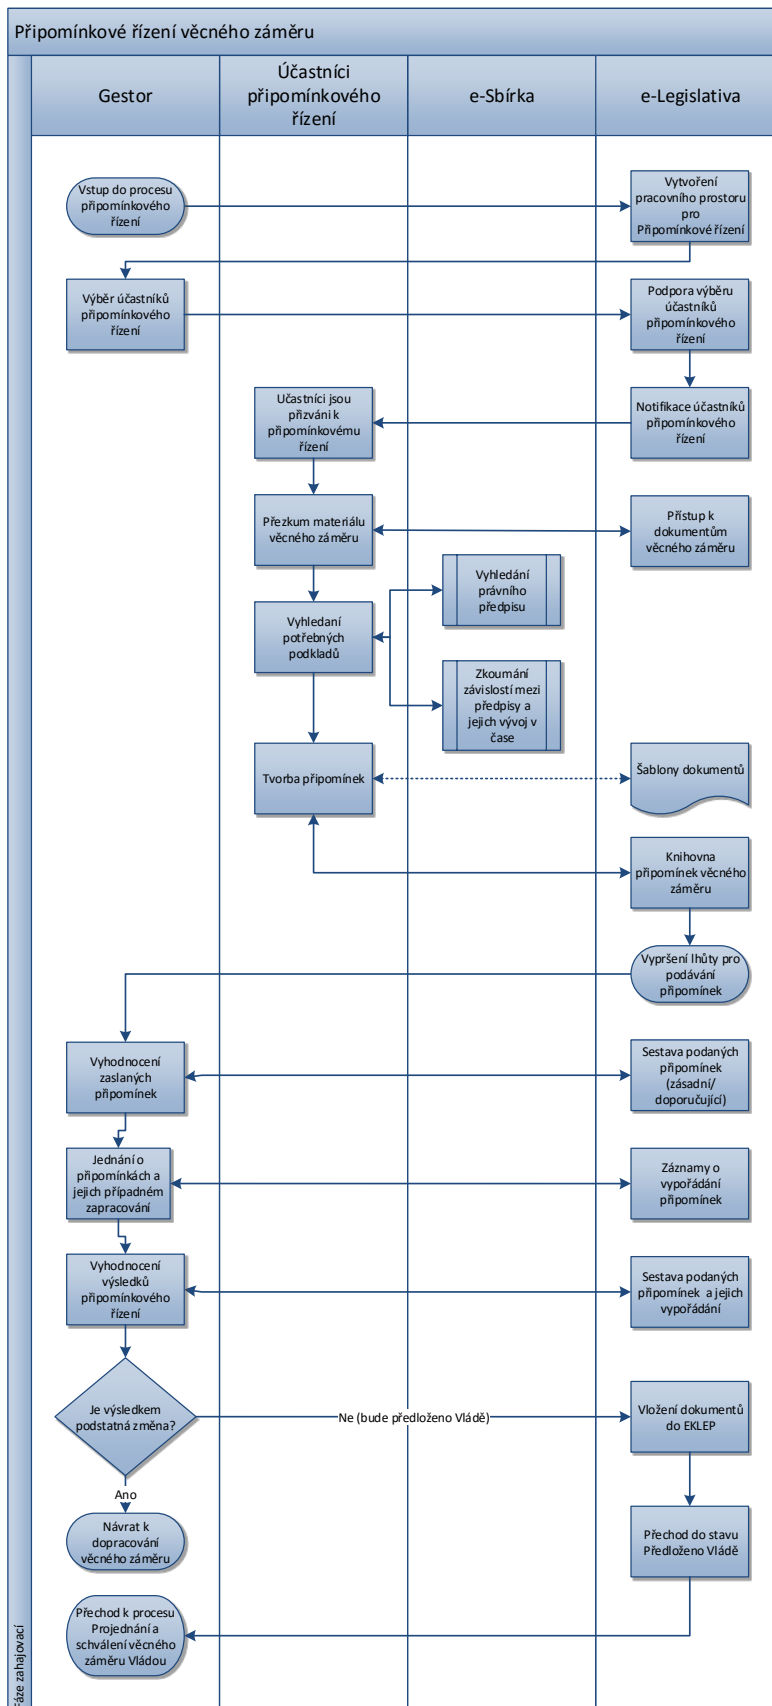 Připomínkové řízení věcného záměru
Gestor
Účastníci
připomínkového
řízení
e-Sbírka
e-Legislativa
Vstup do procesu
připomínkového
řízení
Vytvoření
pracovního prostoru
pro
Připomínkové řízení
Výběr účastníků
připomínkového
řízení
Podpora výběru
účastníků
připomínkového
řízení
Učastníci jsou
přizváni k
připomínkovému
řízení
Notifikace účastníků
připomínkového
řízení
Přezkum materiálu
věcného záměru
Přístup k
dokumentům
věcného záměru
Vyhledaní
potřebných
podkladů
Vyhledání
právního
předpisu
Zkoumání
závislostí mezi
předpisy a
jejich vývoj v
čase
Tvorba připomínek
Šablony dokumentů
Knihovna
připomínek věcného
záměru
Vypršení lhůty pro
podávání
připomínek
Vyhodnocení
zaslaných
připomínek
Sestava podaných
připomínek
(zásadní/
doporučující)
Jednání o
připomínkách a
jejich případném
zapracování
Záznamy o
vypořádání
připomínek
Vyhodnocení
výsledků
připomínkového
řízení
Sestava podaných
připomínek a jejich
vypořádání
Je výsledkem
podstatná změna?
Ne (bude předloženo Vládě)
Vložení dokumentů
do EKLEP
Ano
Návrat k
dopracování
věcného záměru
Přechod do stavu
Předloženo Vládě
Přechod k procesu
Projednání a
schválení věcného
záměru Vládou
Fáze zahajovací